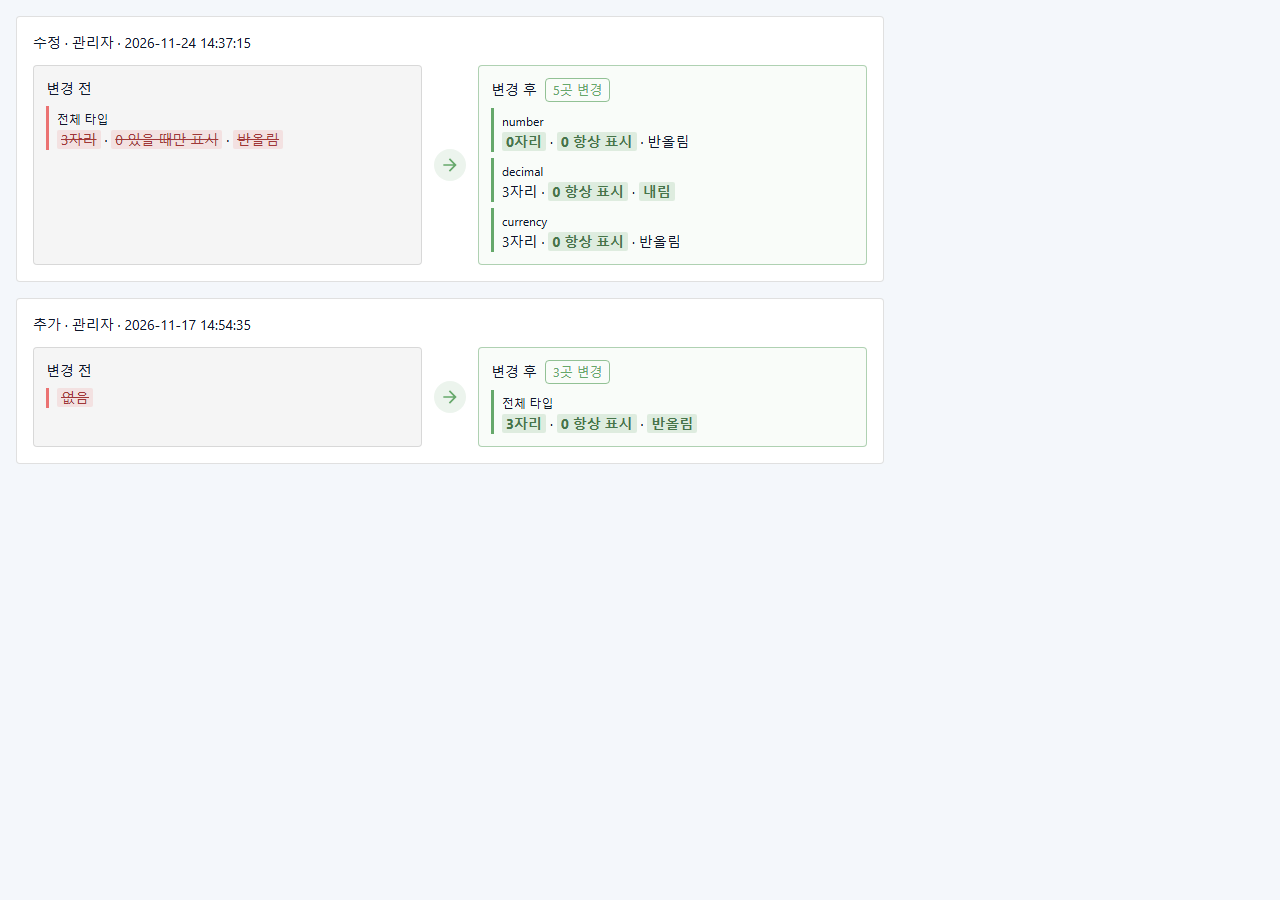 수정 · 관리자 · 2026-11-24 14:37:15
변경 전
전체 타입
3자리 · 0 있을 때만 표시 · 반올림
변경 후 5곳 변경
number
0자리 · 0 항상 표시 · 반올림
decimal
3자리 · 0 항상 표시 · 내림
currency
3자리 · 0 항상 표시 · 반올림
추가 · 관리자 · 2026-11-17 14:54:35
변경 전
없음
변경 후 3곳 변경
전체 타입
3자리 · 0 항상 표시 · 반올림